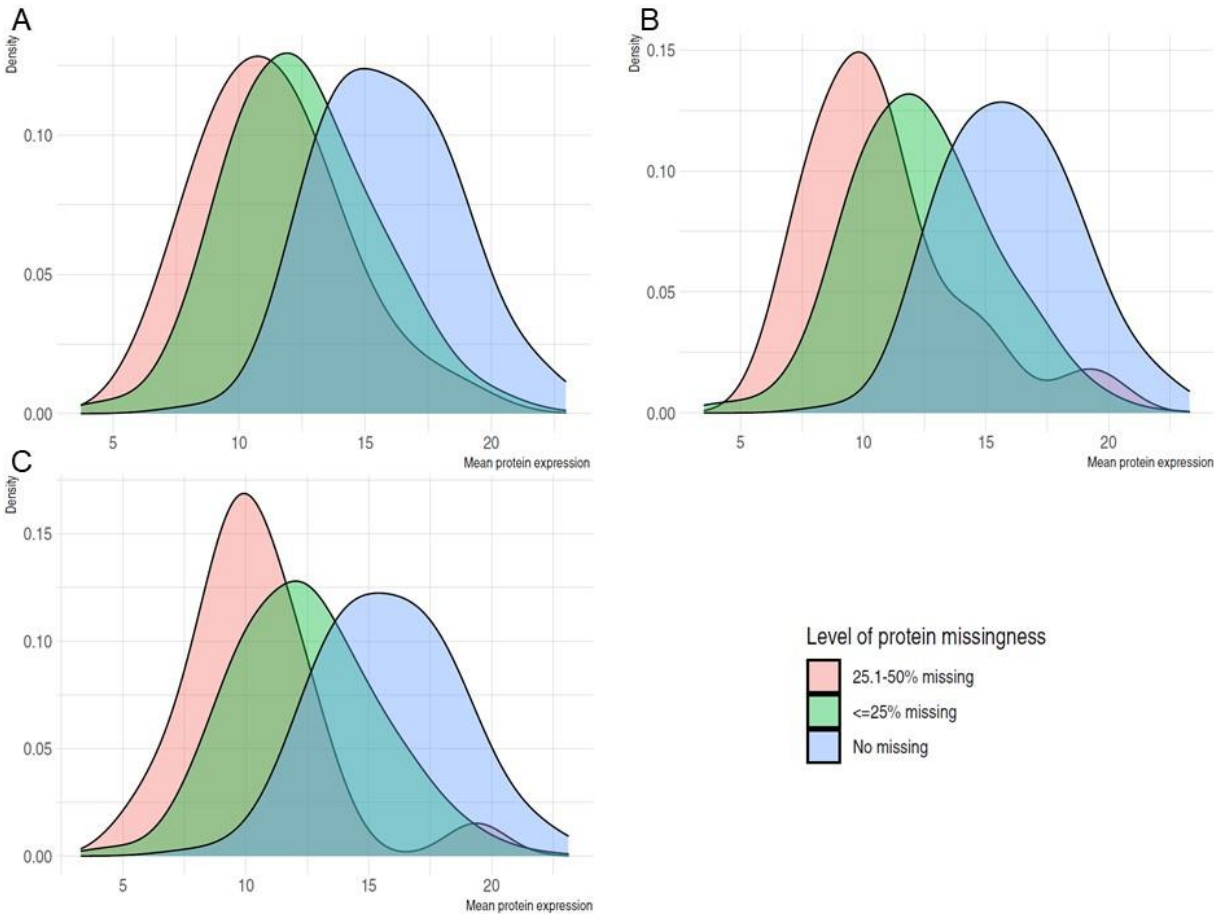 A
Density
0.10
0.05
0.00
5 10 15 20
Mean protein expression
B
Density
0.15
0.10
0.05
0.00
5 10 15 20
Mean protein expression
C
Density
0.15
0.10
0.05
0.00
5 10 15 20
Mean protein expression
Level of protein missingness
25.1-50% missing
<=25% missing
No missing